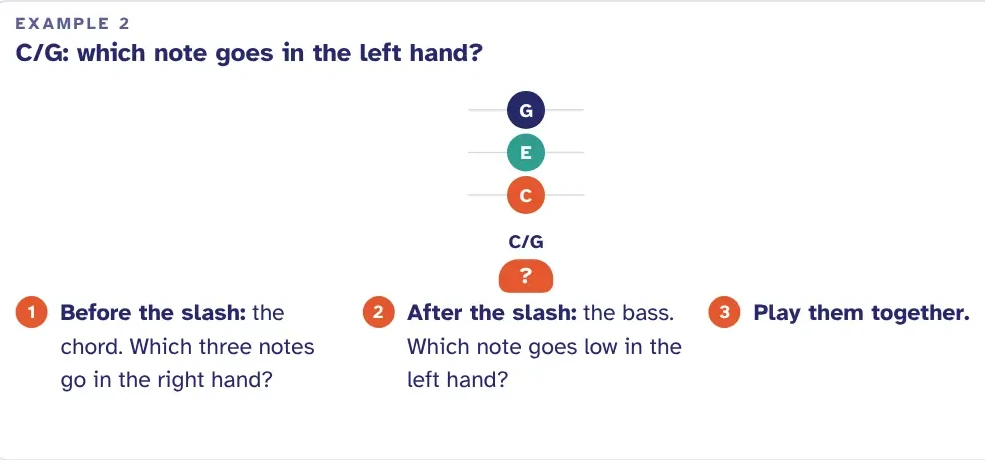 EXAMPLE 2
C/G: which note goes in the left hand?
G
E
C
C/G
?
1 Before the slash: the
chord. Which three notes
go in the right hand?
2 After the slash: the bass.
Which note goes low in the
left hand?
3 Play them together.